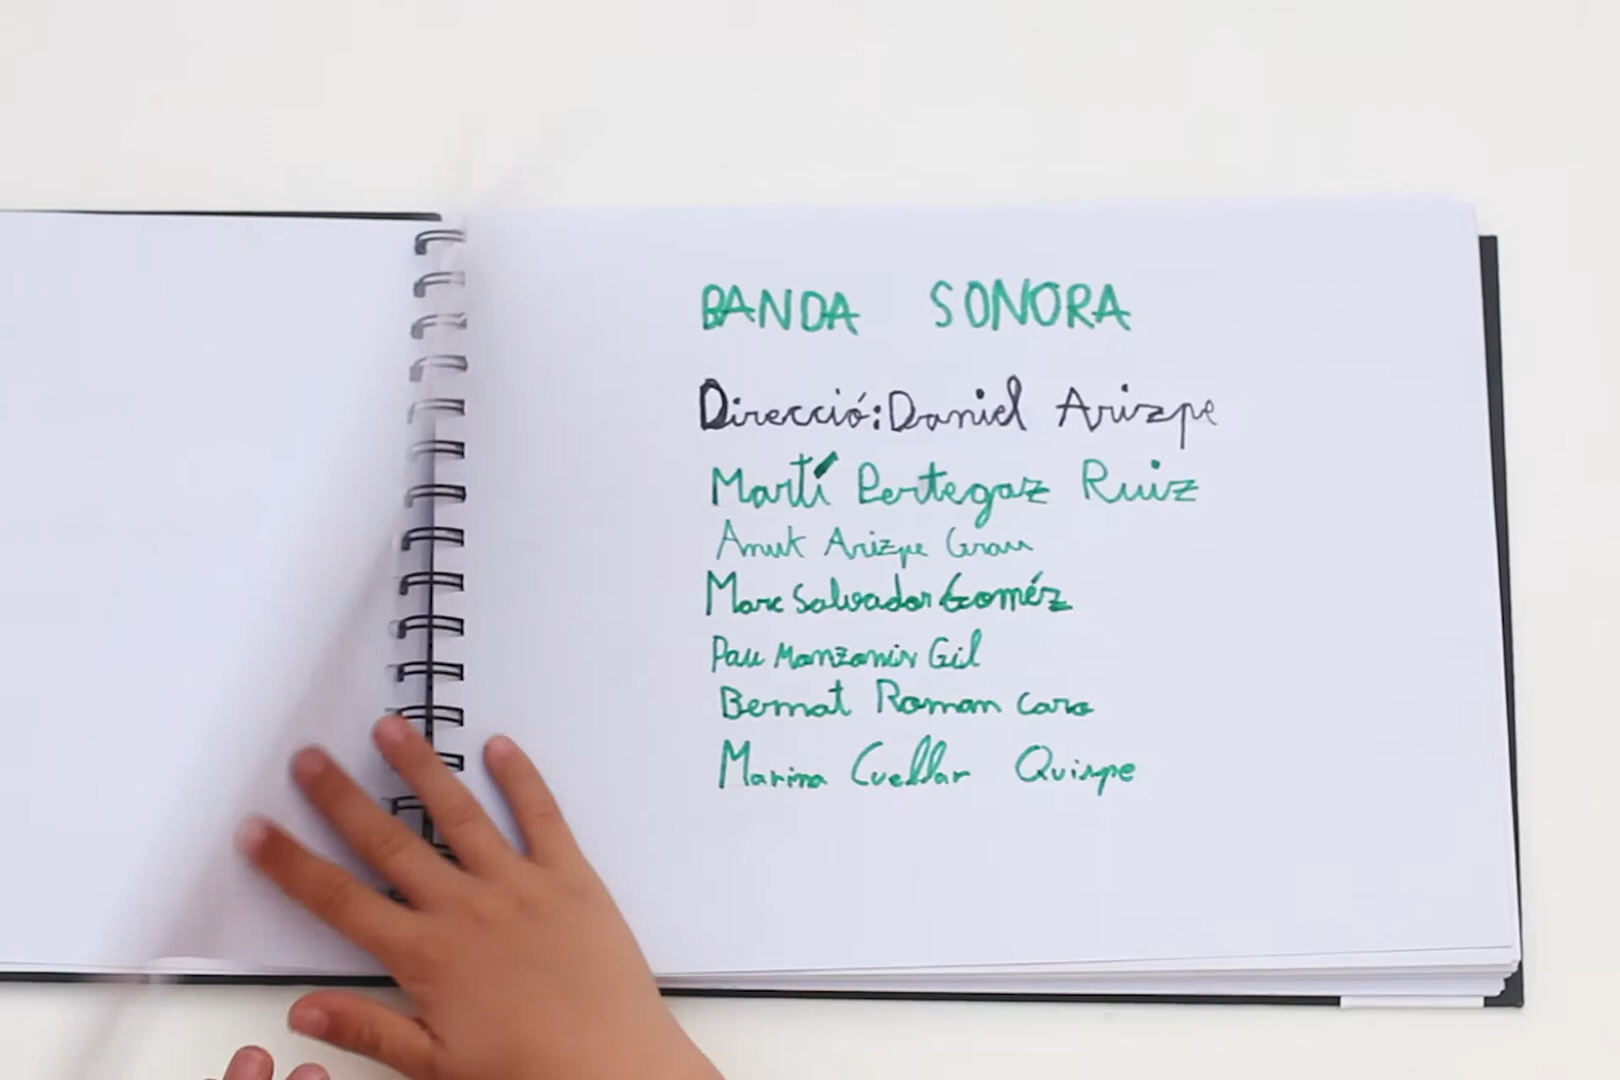 BANDA SONORA
Direcció: Daniel Arizpe
Martí Pertegaz Ruiz
Anuk Arizpe Grau
Marc Salvador Goméz
Pau Manzanir Gil
Bernat Roman Caro
Marina Cuellar Quispe